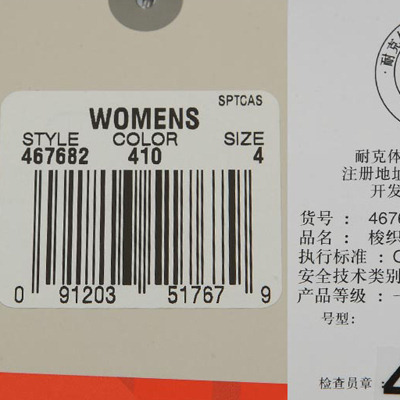 SPTCAS
WOMENS
STYLE COLOR SIZE
467682 410 4
0 91203 51767 9
耐克体
注册地址
开发
货号: 467
品名: 梭织
执行标准:
安全技术类别
产品等级:
号型:
检查员章: